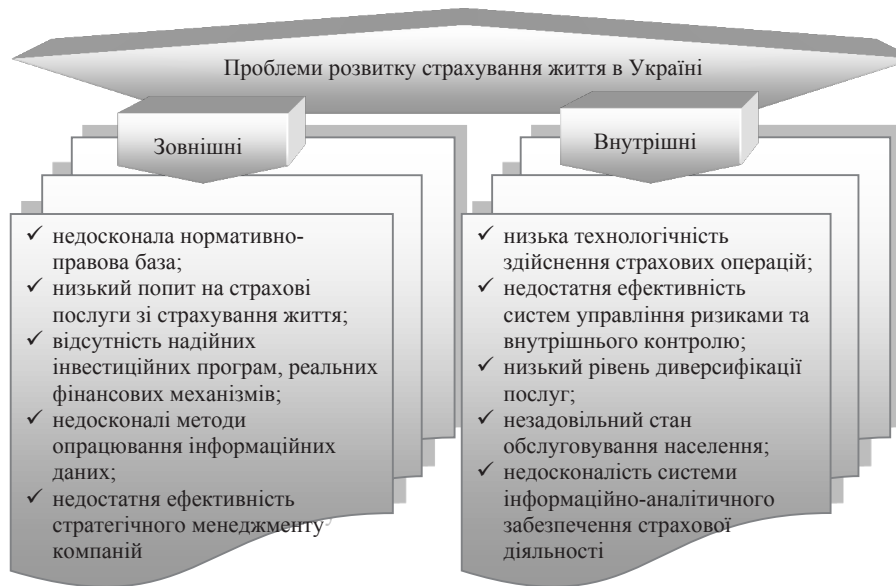 Проблеми розвитку страхування життя в Україні
Зовнішні
✓ недосконала нормативно-
правова база;
✓ низький попит на страхові
послуги зі страхування життя;
✓ відсутність надійних
інвестиційних програм, реальних
фінансових механізмів;
✓ недосконалі методи
опрацювання інформаційних
даних;
✓ недостатня ефективність
стратегічного менеджменту
компаній
Внутрішні
✓ низька технологічність
здійснення страхових операцій;
✓ недостатня ефективність
систем управління ризиками та
внутрішнього контролю;
✓ низький рівень диверсифікації
послуг;
✓ незадовільний стан
обслуговування населення;
✓ недосконалість системи
інформаційно-аналітичного
забезпечення страхової
діяльності